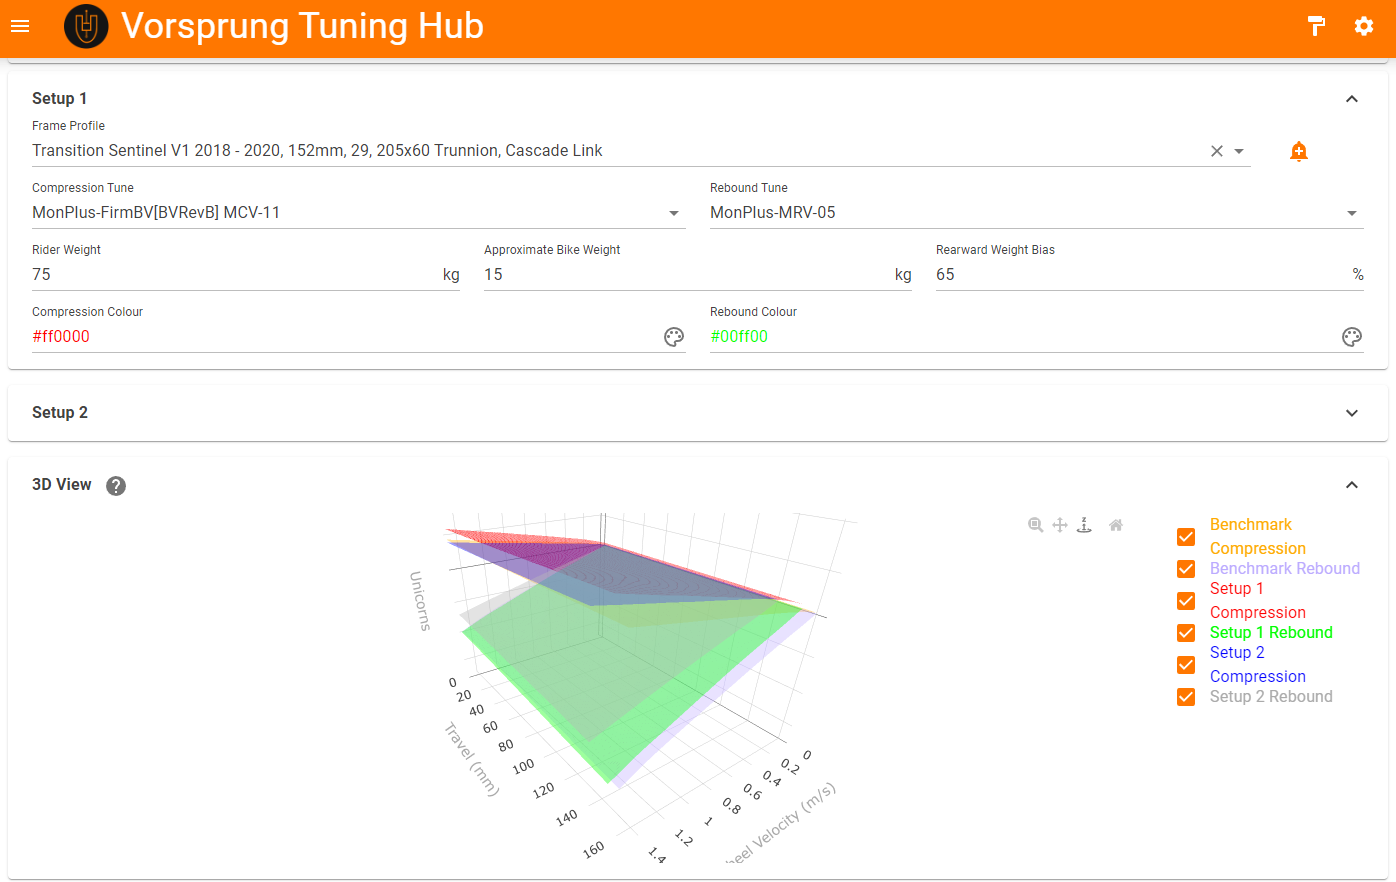 Vorsprung Tuning Hub
Setup 1
Frame Profile
Transition Sentinel V1 2018 - 2020, 152mm, 29, 205x60 Trunnion, Cascade Link
Compression Tune
MonPlus-FirmBV[BVRevB] MCV-11
Rebound Tune
MonPlus-MRV-05
Rider Weight
75 kg
Approximate Bike Weight
15 kg
Rearward Weight Bias
65 %
Compression Colour
#ff0000
Rebound Colour
#00ff00
Setup 2
3D View
Unicorns
0
20
40
60
80
100
120
140
160
Travel (mm)
0
0.2
0.4
0.6
0.8
1
1.2
1.4
heel Velocity (m/s)
Benchmark
Compression
Benchmark Rebound
Setup 1
Compression
Setup 1 Rebound
Setup 2
Compression
Setup 2 Rebound